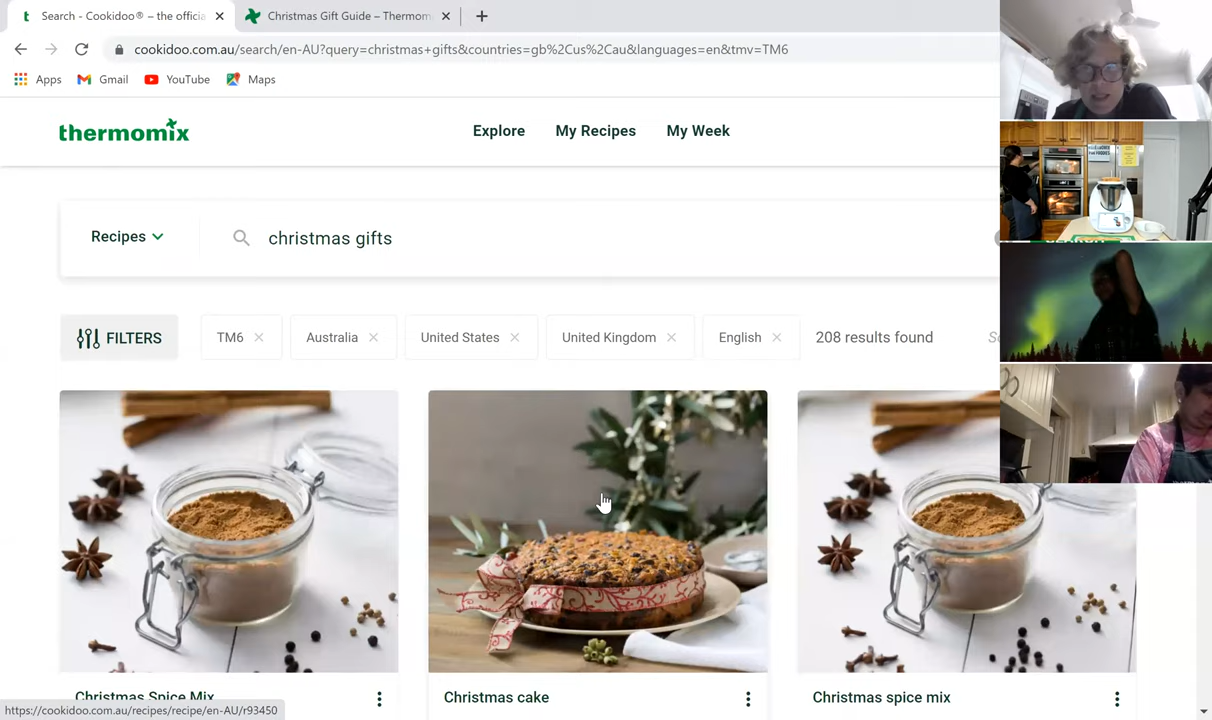 Search - Cookidoo® – the officia
Christmas Gift Guide – Thermom
cookidoo.com.au/search/en-AU?query=christmas+gifts&countries=gb%2Cus%2Cau&languages=en&tmv=TM6
Apps Gmail YouTube Maps
thermomix
Explore My Recipes My Week
Recipes
christmas gifts
FILTERS
TM6
Australia
United States
United Kingdom
English
208 results found
Christmas Spice Mix
Christmas cake
Christmas spice mix
https://cookidoo.com.au/recipes/recipe/en-AU/r93450